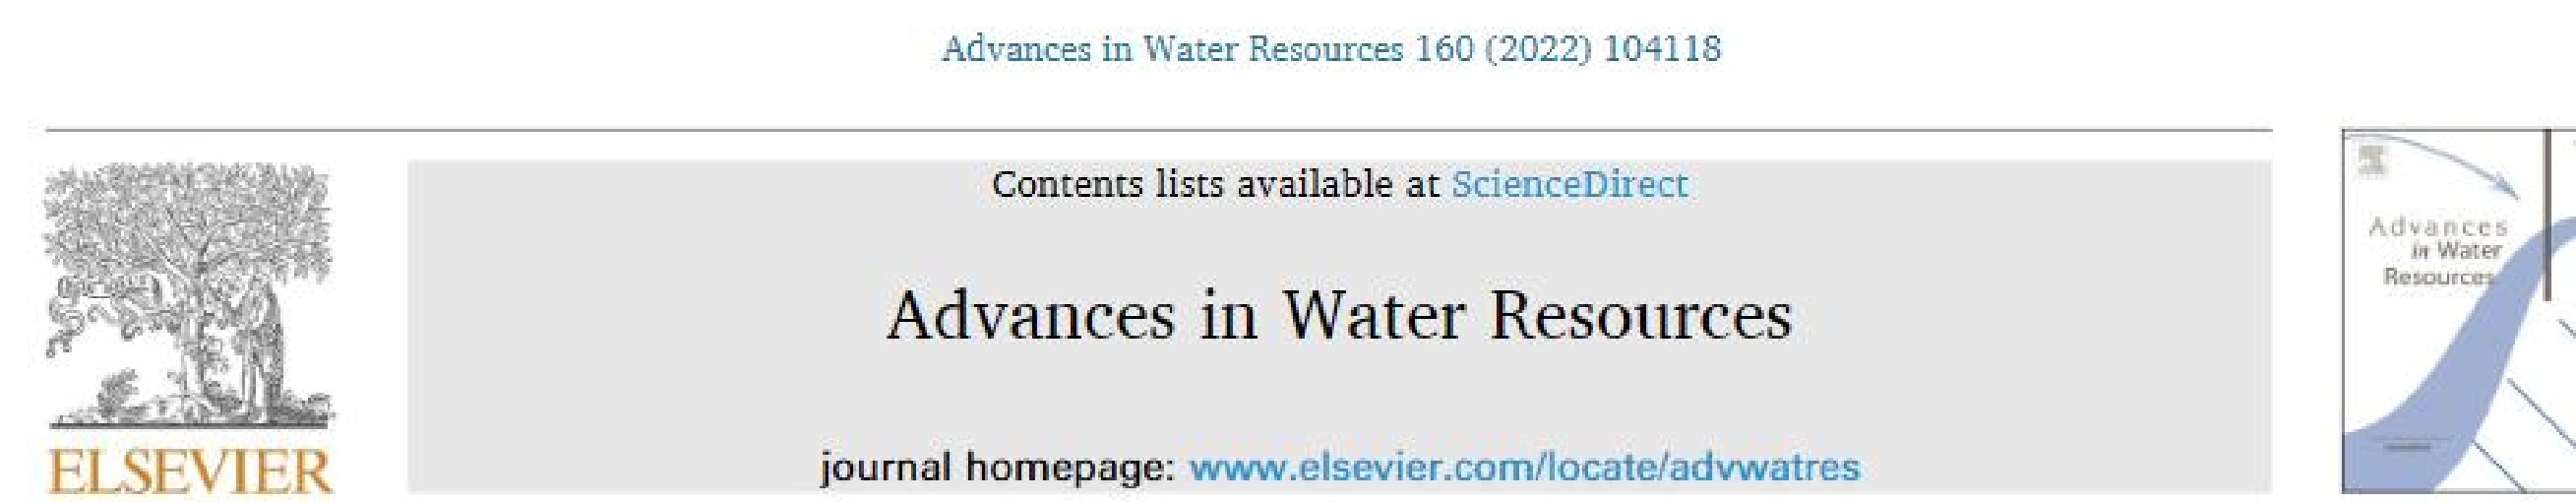 Advances in Water Resources 160 (2022) 104118
Contents lists available at ScienceDirect
Advances in Water Resources
journal homepage: www.elsevier.com/locate/advwatres
ELSEVIER
Advances
in Water
Resources